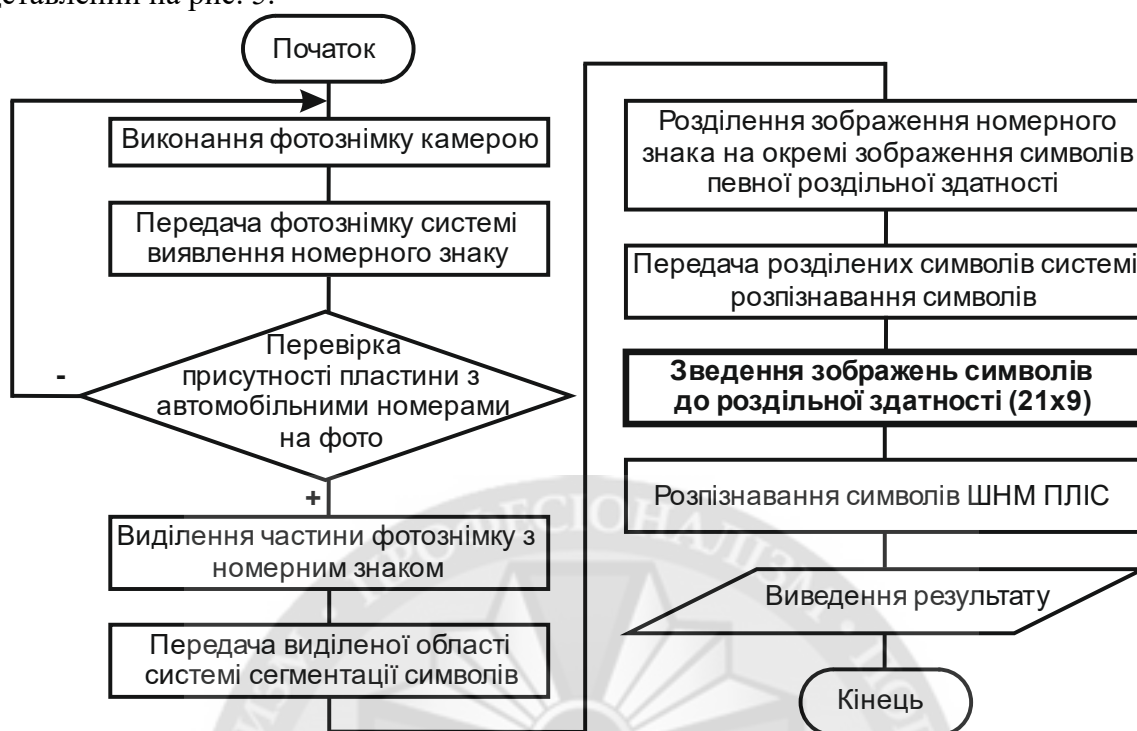 дставлений на рис. 5.
Початок
Виконання фотознімку камерою
Передача фотознімку системі
виявлення номерного знаку
Перевірка
присутності пластини з
автомобільними номерами
на фото
-
+
Виділення частини фотознімку з
номерним знаком
Передача виділеної області
системі сегментації символів
Розділення зображення номерного
знака на окремі зображення символів
певної роздільної здатності
Передача розділених символів системі
розпізнавання символів
Зведення зображень символів
до роздільної здатності (21x9)
Розпізнавання символів ШНМ ПЛІС
Виведення результату
Кінець